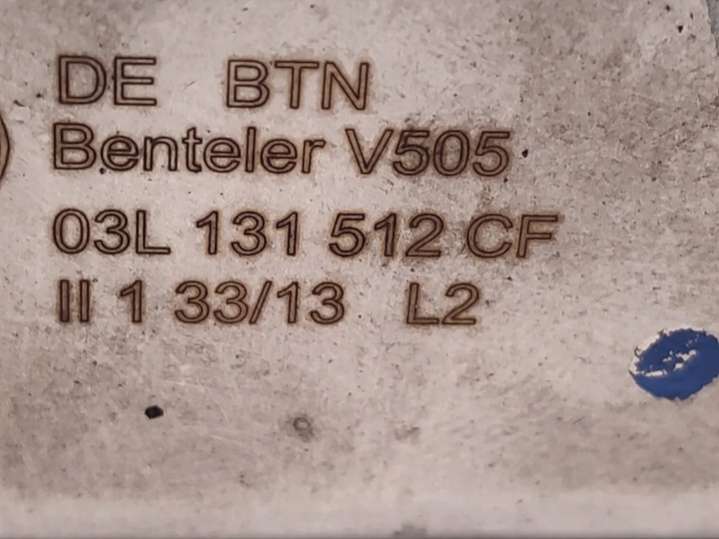 DE BTN
Benteler V505
03L 131 512 CF
II 1 33/13 L2